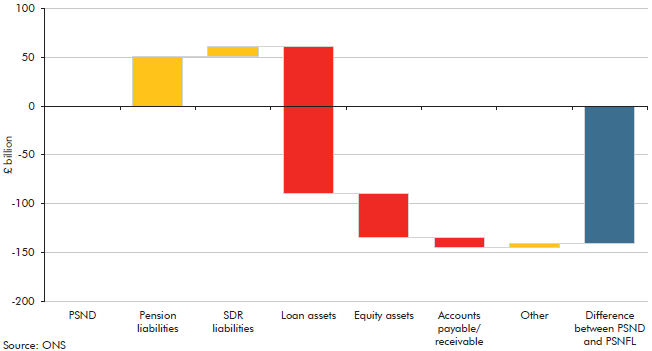 100
50
0
-50
-100
-150
-200
£ billion
PSND
Pension
liabilities
SDR
liabilities
Loan assets
Equity assets
Accounts
payable/
receivable
Other
Difference
between PSND
and PSNFL
Source: ONS